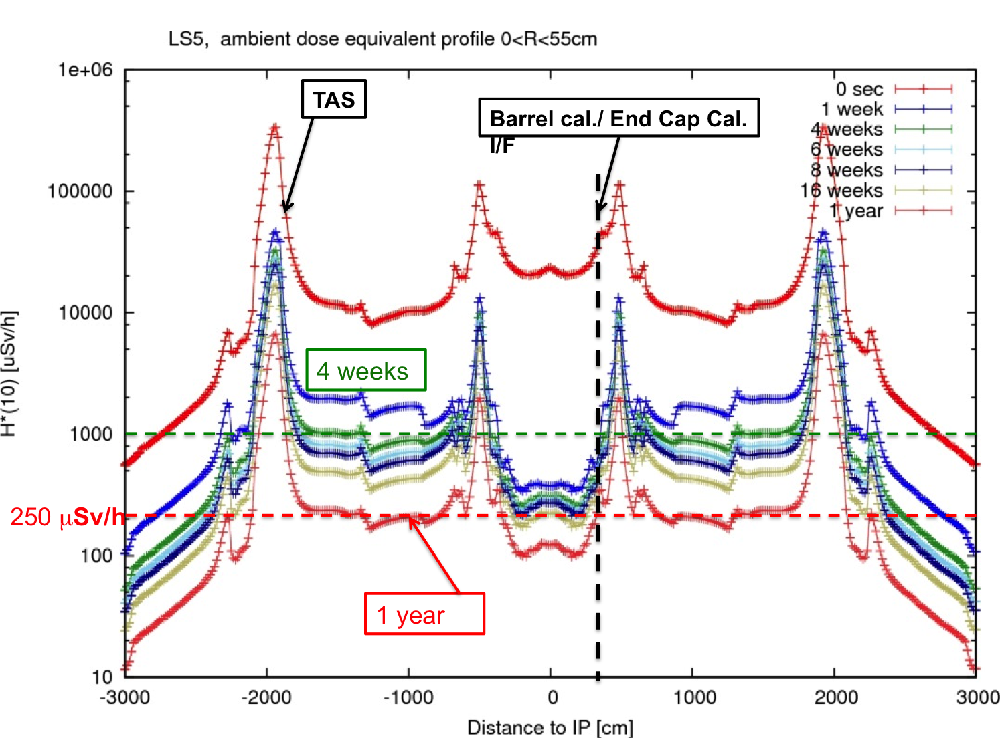 LS5,  ambient dose equivalent profile 0<R<55cm
1e+06
100000
10000
1000
100
10
H*(10) [uSv/h]
TAS
Barrel cal./ End Cap Cal.
I/F
0 sec
1 week
4 weeks
6 weeks
8 weeks
16 weeks
1 year
4 weeks
250 μSv/h
1 year
-3000
-2000
-1000
0
1000
2000
3000
Distance to IP [cm]